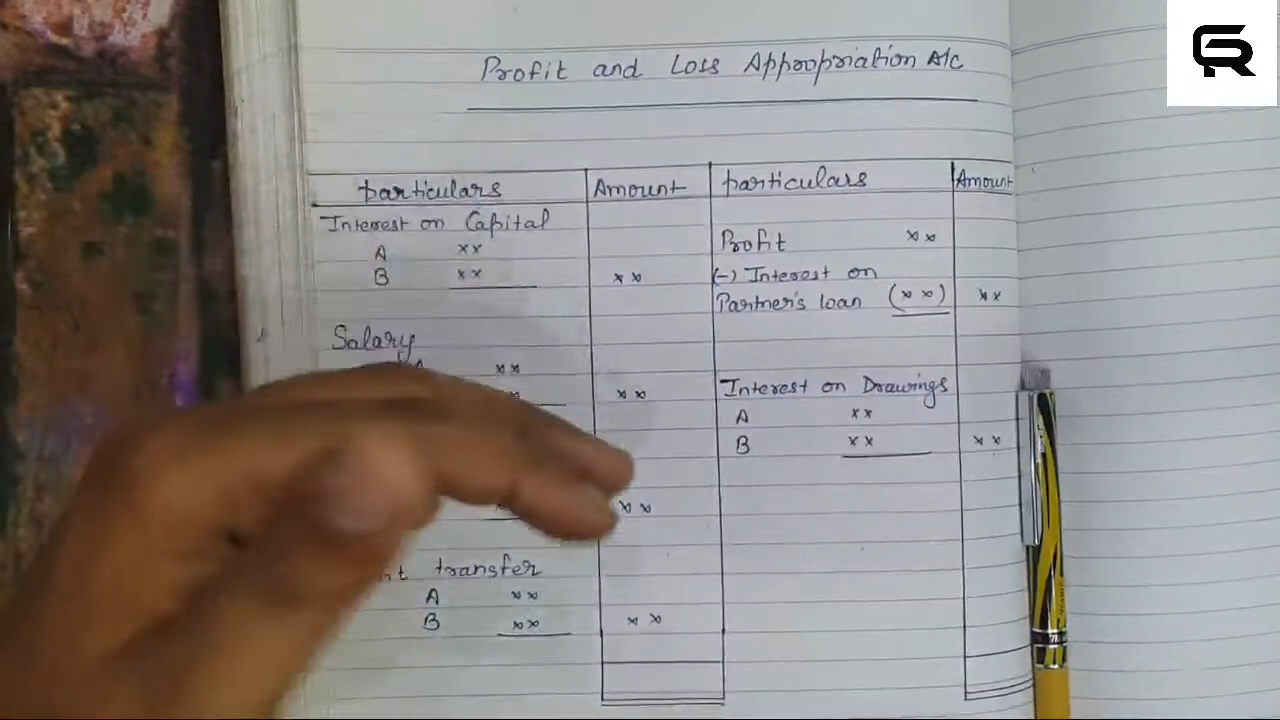 Profit and Loss Appropriation A/c
particulars Amount particulars Amount
Interest on Capital
A xx
B xx xx
Salary
A xx
xx xx
xx
transfer
A xx
B xx xx
Profit xx
(-) Interest on
Partner's loan (xx) xx
Interest on Drawings
A xx
B xx xx